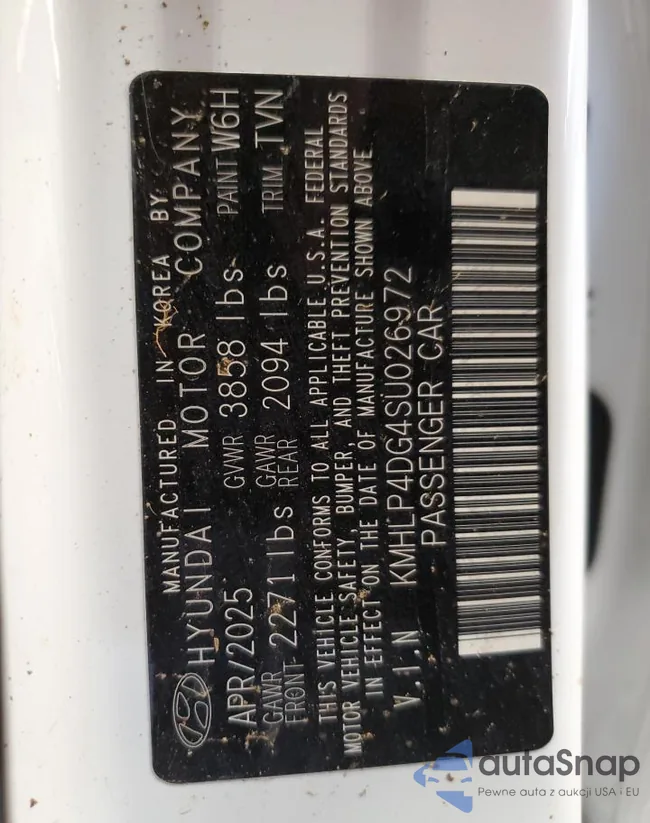 MANUFACTURED IN KOREA BY
HYUNDAI MOTOR COMPANY
APR/2025 GVWR 3858 lbs PAINT W6H
GAWR FRONT 2271 lbs GAWR REAR 2094 lbs TRIM TVN
THIS VEHICLE CONFORMS TO ALL APPLICABLE U.S.A. FEDERAL
MOTOR VEHICLE SAFETY, BUMPER, AND THEFT PREVENTION STANDARDS
IN EFFECT ON THE DATE OF MANUFACTURE SHOWN ABOVE
V.I.N KMHLP4DG4SU026972
PASSENGER CAR
autoSnap
Pewne auta z aukcji USA i EU